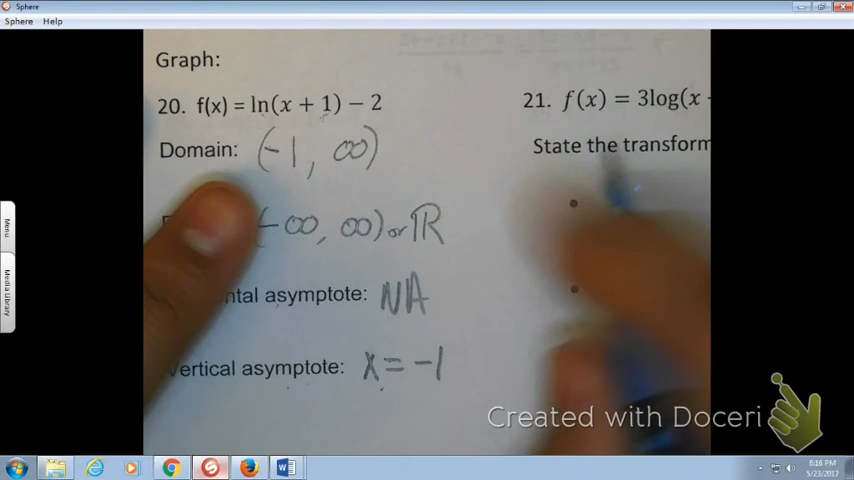 Sphere
Sphere Help
Graph:
20. f(x) = ln(x + 1) − 2
Domain: (-1, ∞)
(-∞, ∞) or ℝ
ntal asymptote: NA
Vertical asymptote: x = -1
21. f(x) = 3log(x
State the transform
Menu
Media Library
Created with Doceri
6:16 PM
5/23/2017